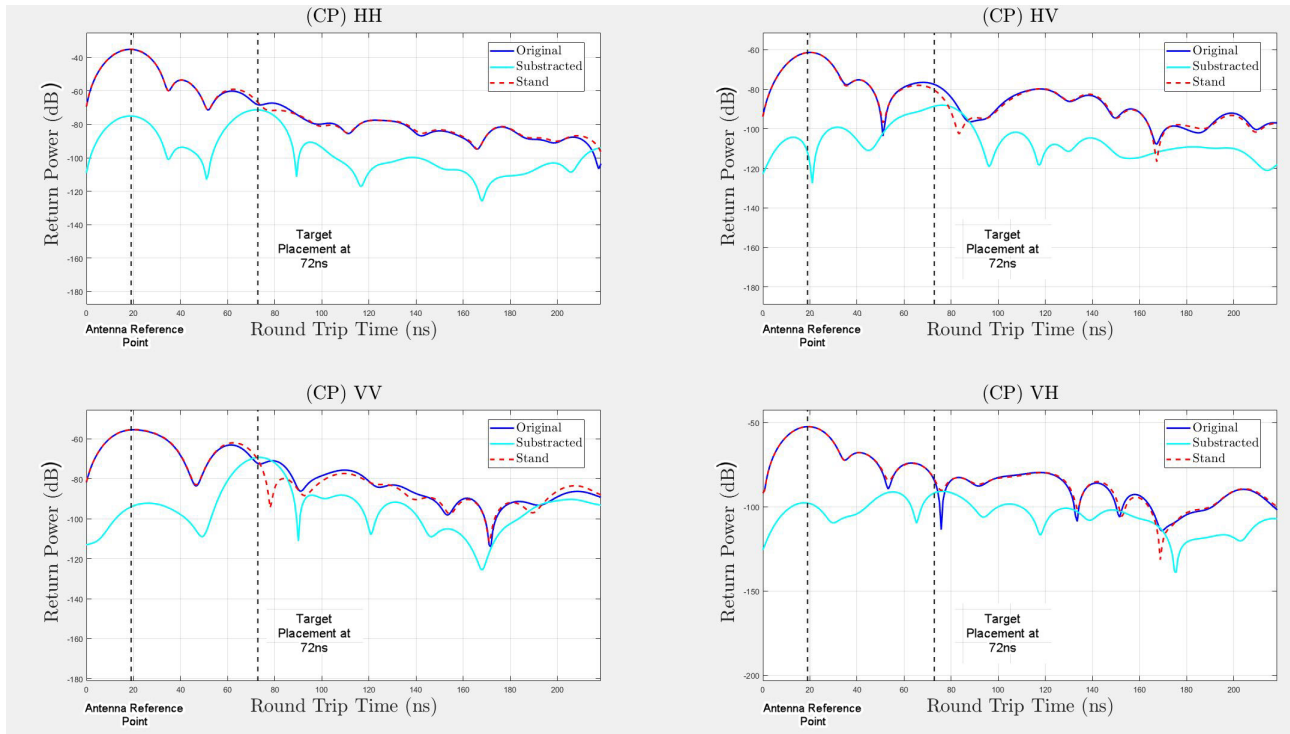 (CP) HH
Return Power (dB)
-40
-60
-80
-100
-120
-140
-160
-180
Original
Substracted
Stand
Target
Placement at
72ns
0 20 40 60 80 100 120 140 160 180 200
Antenna Reference
Point
Round Trip Time (ns)
(CP) HV
Return Power (dB)
-60
-80
-100
-120
-140
-160
-180
Original
Substracted
Stand
Target
Placement at
72ns
0 20 40 60 80 100 120 140 160 180 200
Antenna Reference
Point
Round Trip Time (ns)
(CP) VV
Return Power (dB)
-60
-80
-100
-120
-140
-160
-180
Original
Substracted
Stand
Target
Placement at
72ns
0 20 40 60 80 100 120 140 160 180 200
Antenna Reference
Point
Round Trip Time (ns)
(CP) VH
Return Power (dB)
-50
-100
-150
-200
Original
Substracted
Stand
Target
Placement at
72ns
0 20 40 60 80 100 120 140 160 180 200
Antenna Reference
Point
Round Trip Time (ns)